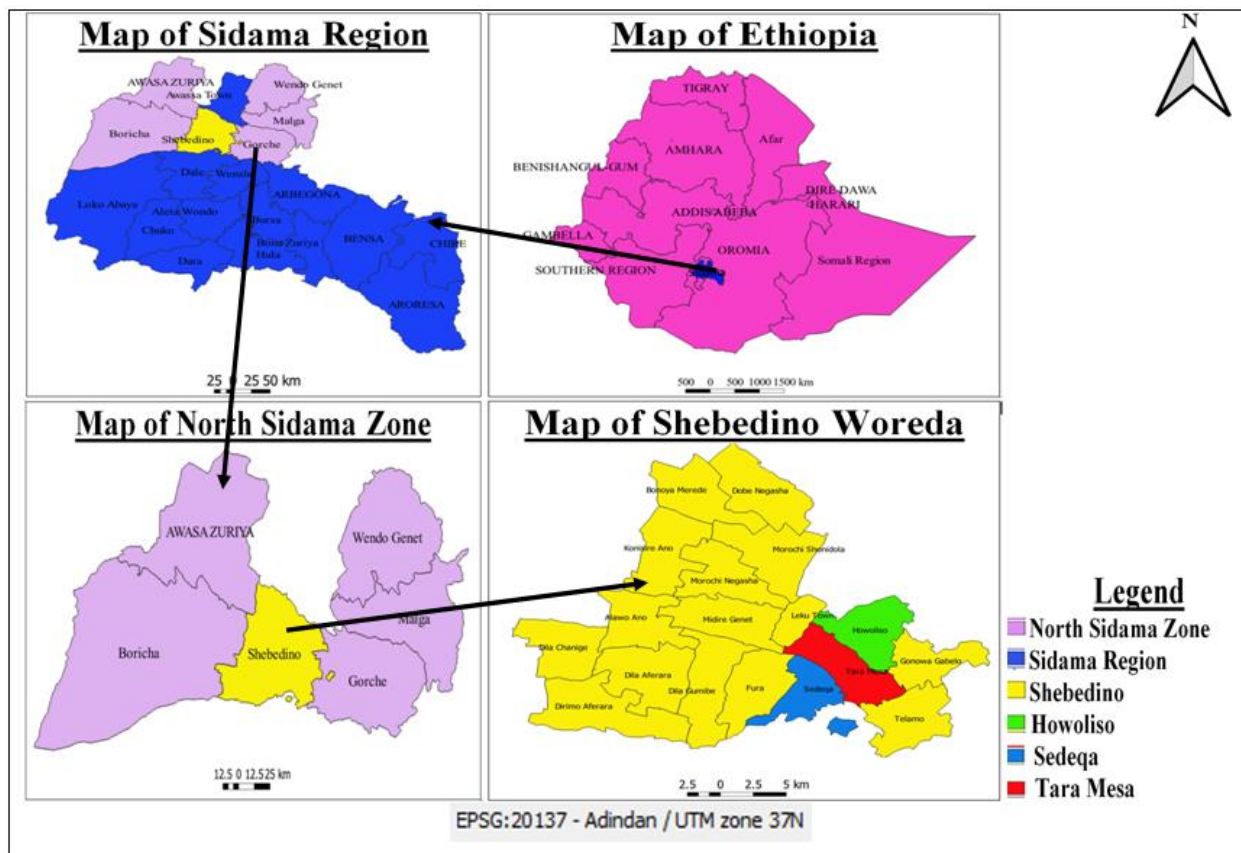 Map of Sidama Region
AWASA ZURIYA
Awassa Town
Wendo Genet
Malga
Boricha
Shebedino
Gorche
Dale
Wensho
ARBEGONA
Loko Abaya
Aleta Wondo
Bursa
Chuko
BENSA
CHIRE
Bona Zuriya
Hula
Dara
ARORESA
25 0 25 50 km
Map of Ethiopia
TIGRAY
Afar
AMHARA
BENISHANGUL-GUM
DIRE DAWA
HARARI
ADDIS ABEBA
GAMBELLA
OROMIA
SOUTHERN REGION
Somali Region
500 0 500 1000 1500 km
N
Map of North Sidama Zone
AWASA ZURIYA
Wendo Genet
Malga
Boricha
Shebedino
Gorche
12.5 0 12.5 25 km
Map of Shebedino Woreda
Bonoya Merede
Dobe Negasha
Konsire Ano
Morochi Shenidola
Morochi Negasha
Alawo Ano
Midire Genet
Leku Town
Howoliso
Dila Chanige
Gonowa Gabelo
Dila Aferara
Tara Mesa
Dila Gumibe
Fura
Sedeqa
Dirimo Aferara
Telamo
2.5 0 2.5 5 km
Legend
North Sidama Zone
Sidama Region
Shebedino
Howoliso
Sedeqa
Tara Mesa
EPSG:20137 - Adindan / UTM zone 37N